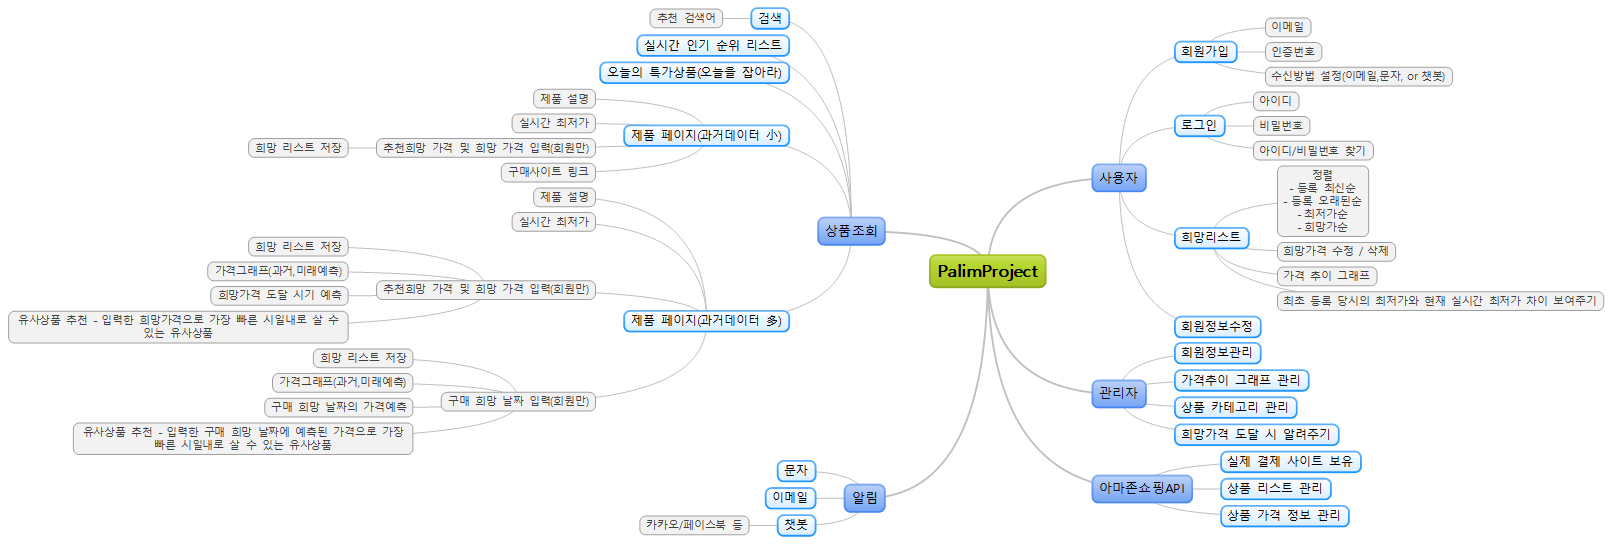 PalimProject
상품조회
검색
추천 검색어
실시간 인기 순위 리스트
오늘의 특가상품(오늘을 잡아라)
제품 페이지(과거데이터 小)
제품 설명
실시간 최저가
추천희망 가격 및 희망 가격 입력(회원만)
희망 리스트 저장
구매사이트 링크
제품 페이지(과거데이터 多)
제품 설명
실시간 최저가
추천희망 가격 및 희망 가격 입력(회원만)
희망 리스트 저장
가격그래프(과거,미래예측)
희망가격 도달 시기 예측
유사상품 추천 - 입력한 희망가격으로 가장 빠른 시일내로 살 수
있는 유사상품
구매 희망 날짜 입력(회원만)
희망 리스트 저장
가격그래프(과거,미래예측)
구매 희망 날짜의 가격예측
유사상품 추천 - 입력한 구매 희망 날짜에 예측된 가격으로 가장
빠른 시일내로 살 수 있는 유사상품
알림
문자
이메일
챗봇
카카오/페이스북 등
사용자
회원가입
이메일
인증번호
수신방법 설정(이메일,문자, or 챗봇)
로그인
아이디
비밀번호
아이디/비밀번호 찾기
희망리스트
정렬
- 등록 최신순
- 등록 오래된순
- 최저가순
- 희망가순
희망가격 수정 / 삭제
가격 추이 그래프
최초 등록 당시의 최저가와 현재 실시간 최저가 차이 보여주기
회원정보수정
관리자
회원정보관리
가격추이 그래프 관리
상품 카테고리 관리
희망가격 도달 시 알려주기
아마존쇼핑API
실제 결제 사이트 보유
상품 리스트 관리
상품 가격 정보 관리